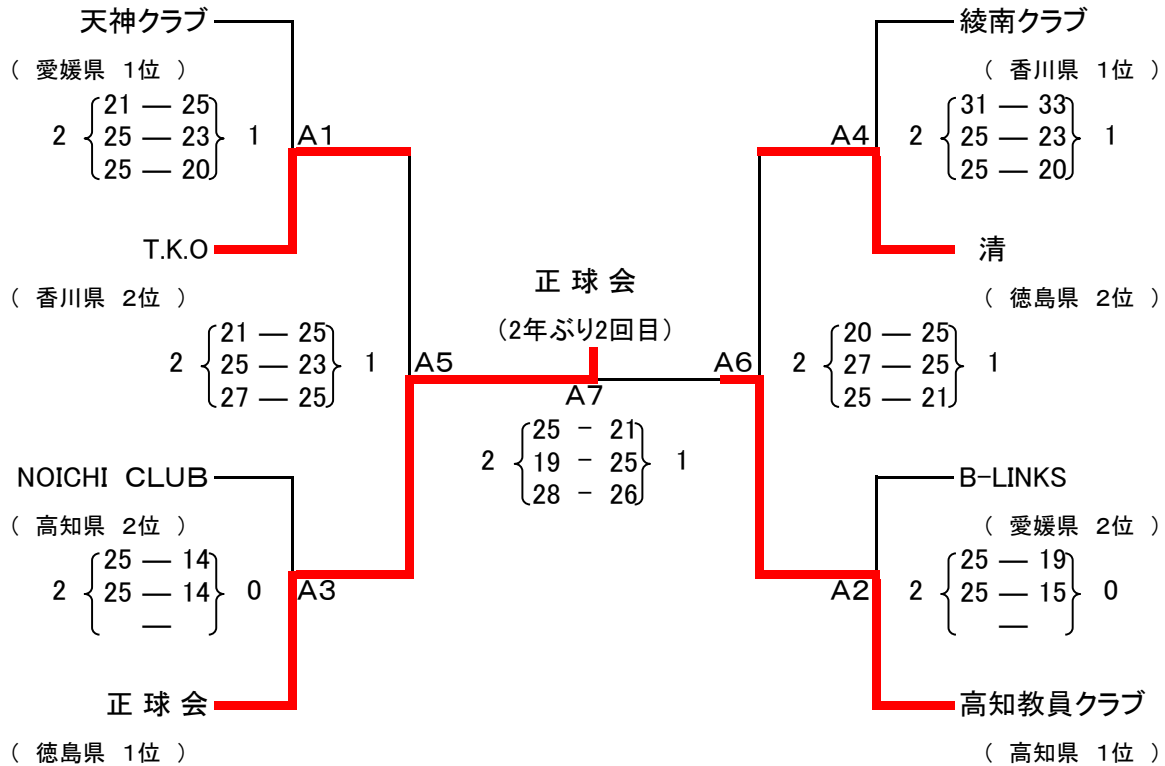 天神クラブ
( 愛媛県 1位 )
21 — 25
2 25 — 23 1
25 — 20
A1
T.K.O
( 香川県 2位 )
21 — 25
2 25 — 23 1
27 — 25
A5
NOICHI CLUB
( 高知県 2位 )
25 — 14
2 25 — 14 0
—
A3
正 球 会
( 徳島県 1位 )
正 球 会
(2年ぶり2回目)
A7
25 - 21
2 19 - 25 1
28 - 26
綾南クラブ
( 香川県 1位 )
31 — 33
A4 2 25 — 23 1
25 — 20
清
( 徳島県 2位 )
20 — 25
A6 2 27 — 25 1
25 — 21
B-LINKS
( 愛媛県 2位 )
25 — 19
A2 2 25 — 15 0
—
高知教員クラブ
( 高知県 1位 )